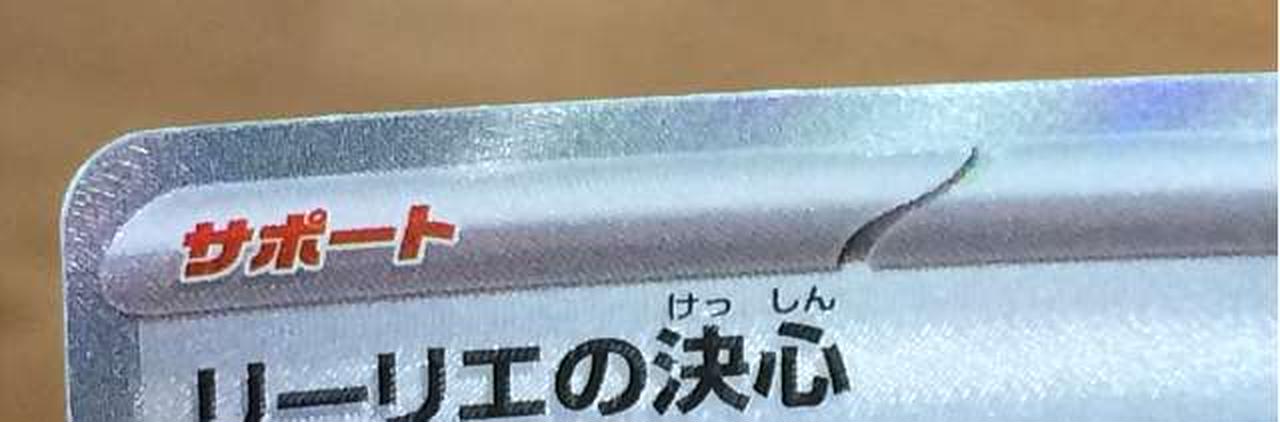 サポート
けっ しん
リーリエの決心